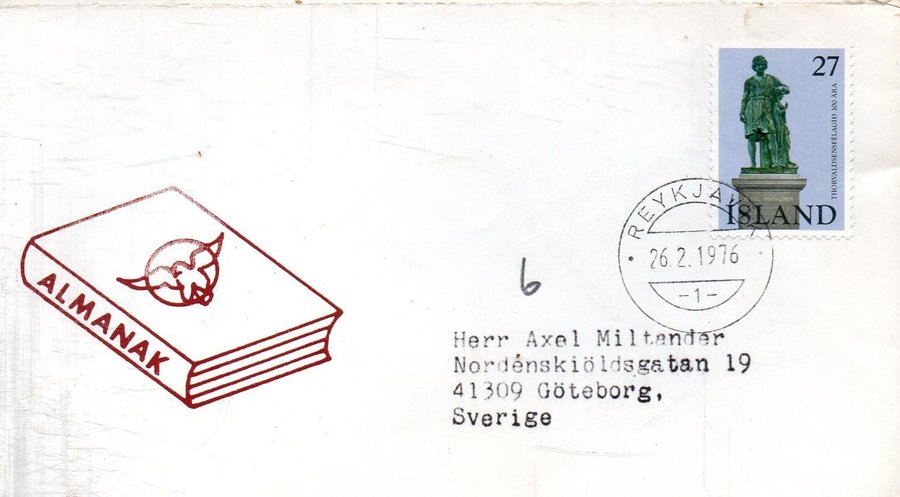 27
THORVALDSENSFÉLAGIÐ 100 ÁRA
ÍSLAND
REYKJAVÍK
26.2.1976
-1-
ALMANAK
6
Herr Axel Miltander
Nordénskiöldsgatan 19
41309 Göteborg,
Sverige